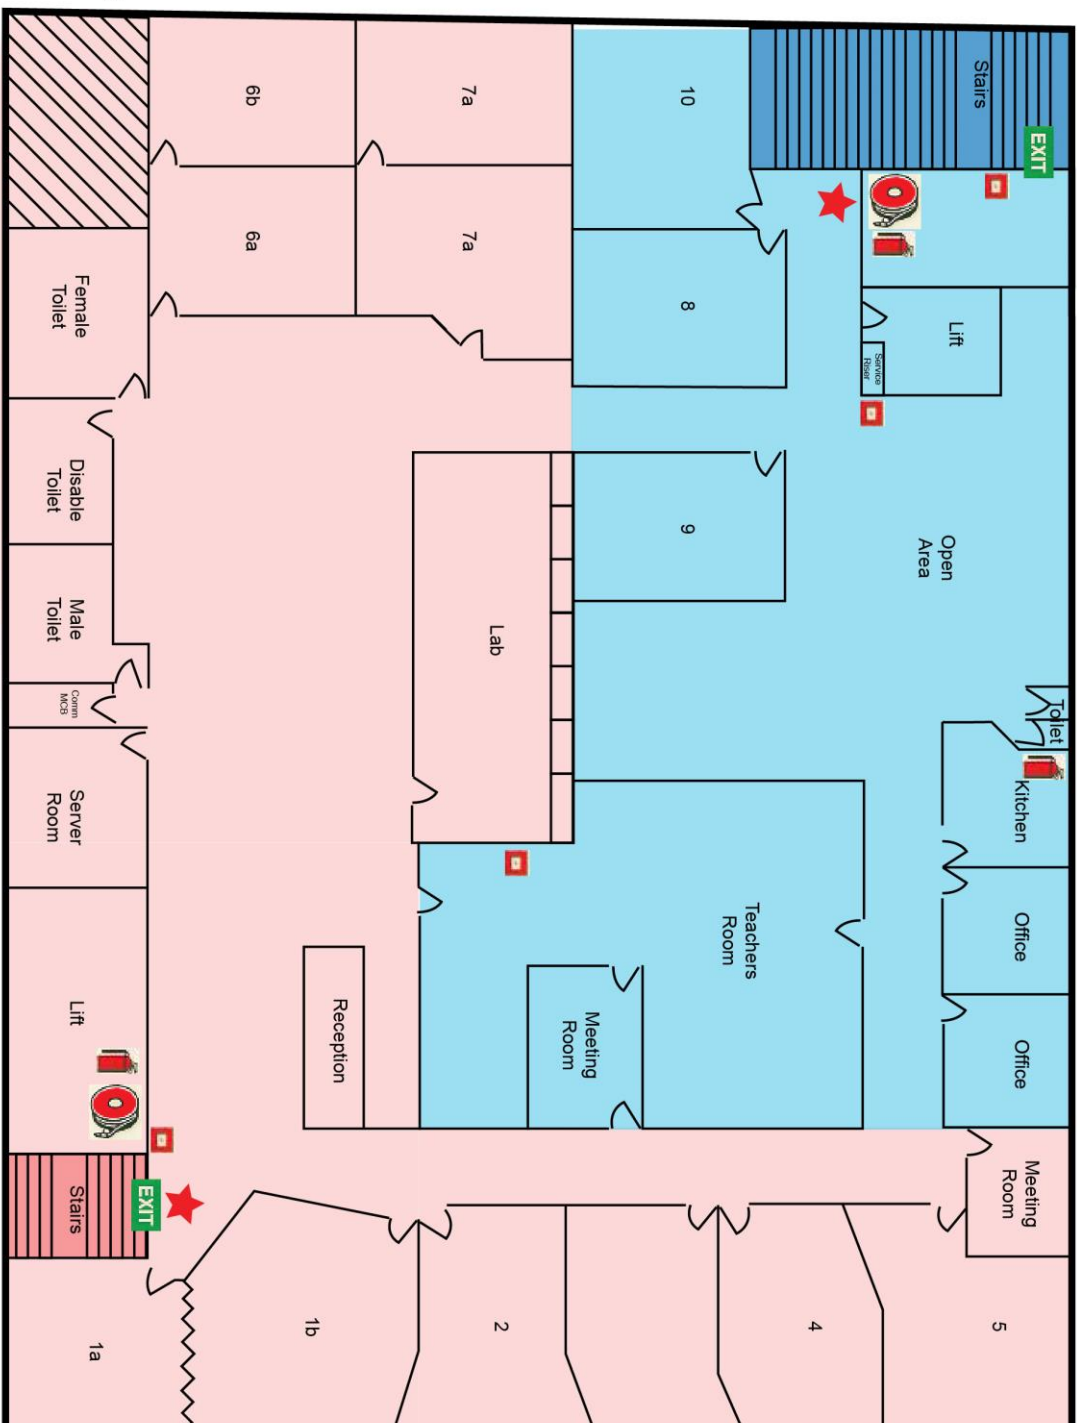 6b
7a
10
Stairs
EXIT
6a
7a
8
Lift
Service
Riser
Female
Toilet
Disable
Toilet
Male
Toilet
Comm
MCB
Server
Room
Lift
Stairs
EXIT
Lab
9
Open
Area
Toilet
Kitchen
Office
Office
Teachers
Room
Meeting
Room
Reception
Meeting
Room
1a
1b
2
4
5